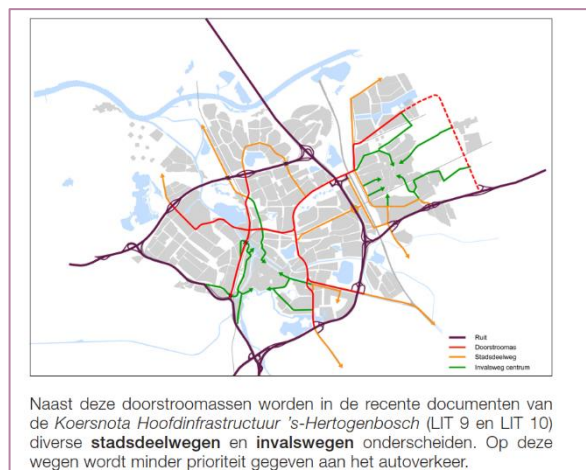 Ruit
Doorstroomas
Stadsdeelweg
Invalsweg centrum
Naast deze doorstroomassen worden in de recente documenten van
de Koersnota Hoofdinfrastructuur 's-Hertogenbosch (LIT 9 en LIT 10)
diverse stadsdeelwegen en invalswegen onderscheiden. Op deze
wegen wordt minder prioriteit gegeven aan het autoverkeer.